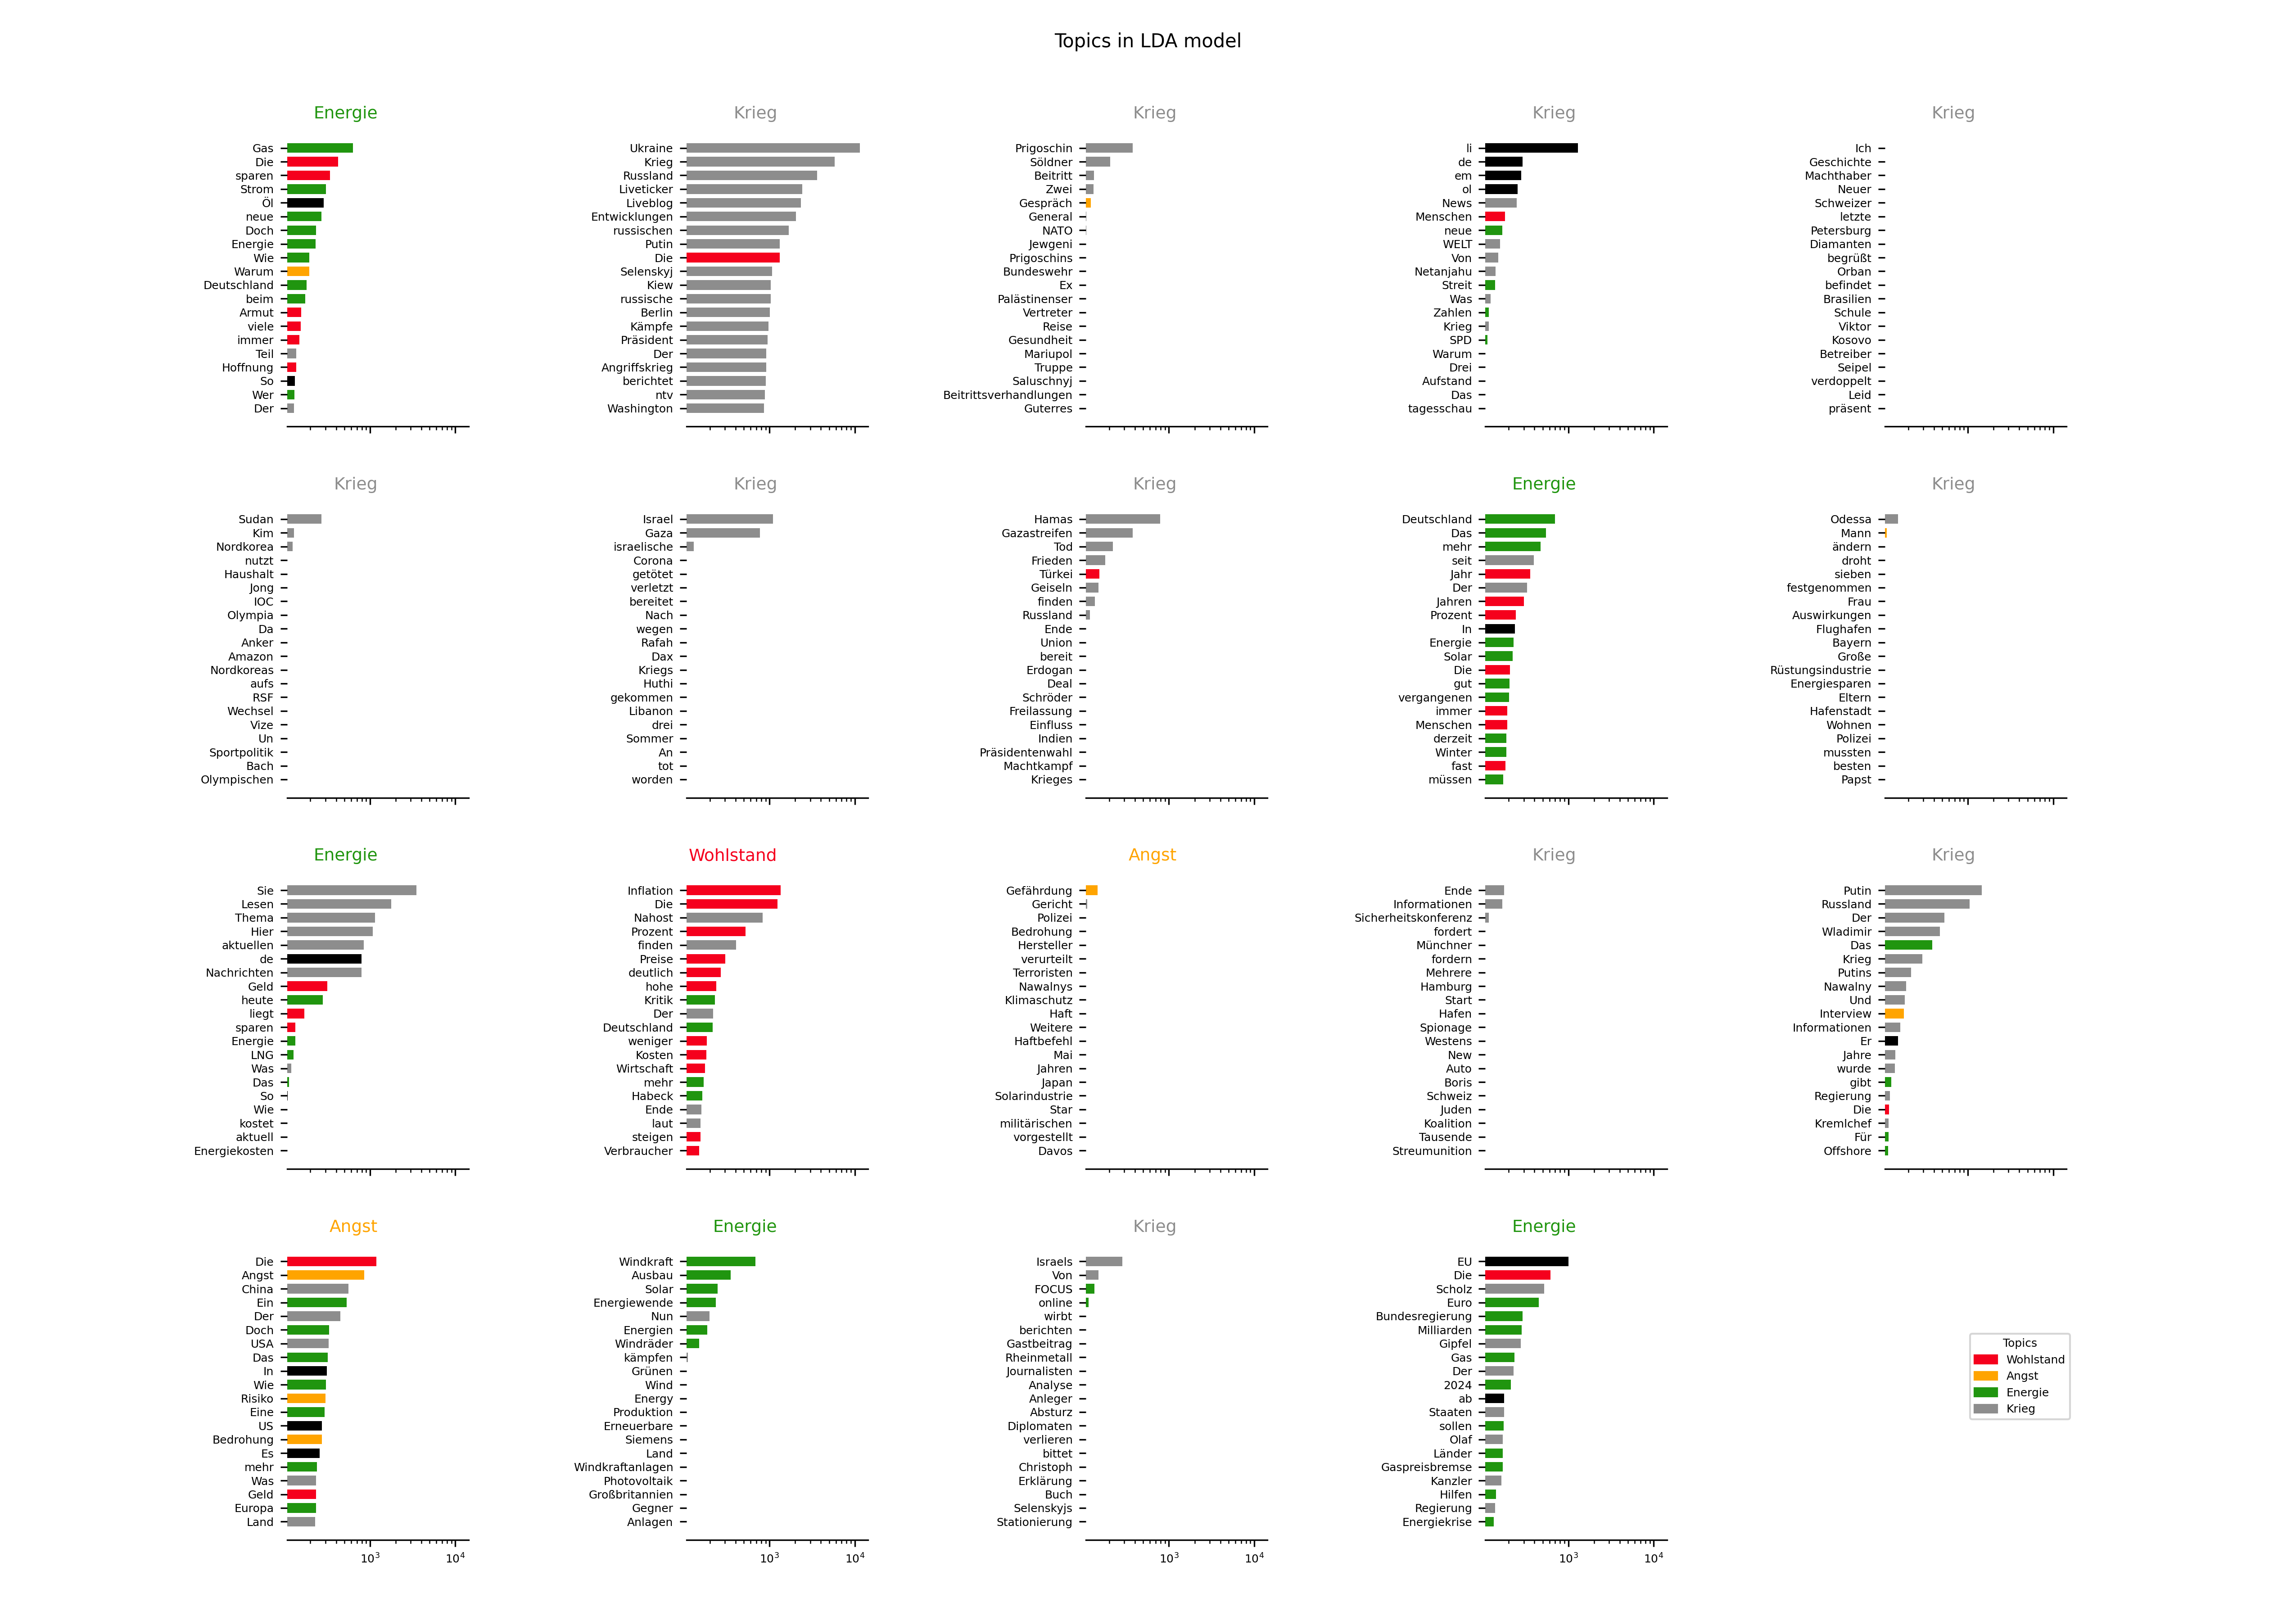 Topics in LDA model
Energie
Gas
Die
sparen
Strom
Öl
neue
Doch
Energie
Wie
Warum
Deutschland
beim
Armut
viele
immer
Teil
Hoffnung
So
Wer
Der
Krieg
Ukraine
Krieg
Russland
Liveticker
Liveblog
Entwicklungen
russischen
Putin
Die
Selenskyj
Kiew
russische
Berlin
Kämpfe
Präsident
Der
Angriffskrieg
berichtet
ntv
Washington
Krieg
Prigoschin
Söldner
Beitritt
Zwei
Gespräch
General
NATO
Jewgeni
Prigoschins
Bundeswehr
Ex
Palästinenser
Vertreter
Reise
Gesundheit
Mariupol
Truppe
Saluschnyj
Beitrittsverhandlungen
Guterres
Krieg
li
de
em
ol
News
Menschen
neue
WELT
Von
Netanjahu
Streit
Was
Zahlen
Krieg
SPD
Warum
Drei
Aufstand
Das
tagesschau
Krieg
Ich
Geschichte
Machthaber
Neuer
Schweizer
letzte
Petersburg
Diamanten
begrüßt
Orban
befindet
Brasilien
Schule
Viktor
Kosovo
Betreiber
Seipel
verdoppelt
Leid
präsent
Krieg
Sudan
Kim
Nordkorea
nutzt
Haushalt
Jong
IOC
Olympia
Da
Anker
Amazon
Nordkoreas
aufs
RSF
Wechsel
Vize
Un
Sportpolitik
Bach
Olympischen
Krieg
Israel
Gaza
israelische
Corona
getötet
verletzt
bereitet
Nach
wegen
Rafah
Dax
Kriegs
Huthi
gekommen
Libanon
drei
Sommer
An
tot
worden
Krieg
Hamas
Gazastreifen
Tod
Frieden
Türkei
Geiseln
finden
Russland
Ende
Union
bereit
Erdogan
Deal
Schröder
Freilassung
Einfluss
Indien
Präsidentenwahl
Machtkampf
Krieges
Energie
Deutschland
Das
mehr
seit
Jahr
Der
Jahren
Prozent
In
Energie
Solar
Die
gut
vergangenen
immer
Menschen
derzeit
Winter
fast
müssen
Krieg
Odessa
Mann
ändern
droht
sieben
festgenommen
Frau
Auswirkungen
Flughafen
Bayern
Große
Rüstungsindustrie
Energiesparen
Eltern
Hafenstadt
Wohnen
Polizei
mussten
besten
Papst
Energie
Sie
Lesen
Thema
Hier
aktuellen
de
Nachrichten
Geld
heute
liegt
sparen
Energie
LNG
Was
Das
So
Wie
kostet
aktuell
Energiekosten
Wohlstand
Inflation
Die
Nahost
Prozent
finden
Preise
deutlich
hohe
Kritik
Der
Deutschland
weniger
Kosten
Wirtschaft
mehr
Habeck
Ende
laut
steigen
Verbraucher
Angst
Gefährdung
Gericht
Polizei
Bedrohung
Hersteller
verurteilt
Terroristen
Nawalnys
Klimaschutz
Haft
Weitere
Haftbefehl
Mai
Jahren
Japan
Solarindustrie
Star
militärischen
vorgestellt
Davos
Krieg
Ende
Informationen
Sicherheitskonferenz
fordert
Münchner
fordern
Mehrere
Hamburg
Start
Hafen
Spionage
Westens
New
Auto
Boris
Schweiz
Juden
Koalition
Tausende
Streumunition
Krieg
Putin
Russland
Der
Wladimir
Das
Krieg
Putins
Nawalny
Und
Interview
Informationen
Er
Jahre
wurde
gibt
Regierung
Die
Kremlchef
Für
Offshore
Angst
Die
Angst
China
Ein
Der
Doch
USA
Das
In
Wie
Risiko
Eine
US
Bedrohung
Es
mehr
Was
Geld
Europa
Land
10³ 10⁴
Energie
Windkraft
Ausbau
Solar
Energiewende
Nun
Energien
Windräder
kämpfen
Grünen
Wind
Energy
Produktion
Erneuerbare
Siemens
Land
Windkraftanlagen
Photovoltaik
Großbritannien
Gegner
Anlagen
10³ 10⁴
Krieg
Israels
Von
FOCUS
online
wirbt
berichten
Gastbeitrag
Rheinmetall
Journalisten
Analyse
Anleger
Absturz
Diplomaten
verlieren
bittet
Christoph
Erklärung
Buch
Selenskyjs
Stationierung
10³ 10⁴
Energie
EU
Die
Scholz
Euro
Bundesregierung
Milliarden
Gipfel
Gas
Der
2024
ab
Staaten
sollen
Olaf
Länder
Gaspreisbremse
Kanzler
Hilfen
Regierung
Energiekrise
10³ 10⁴
Topics
Wohlstand
Angst
Energie
Krieg